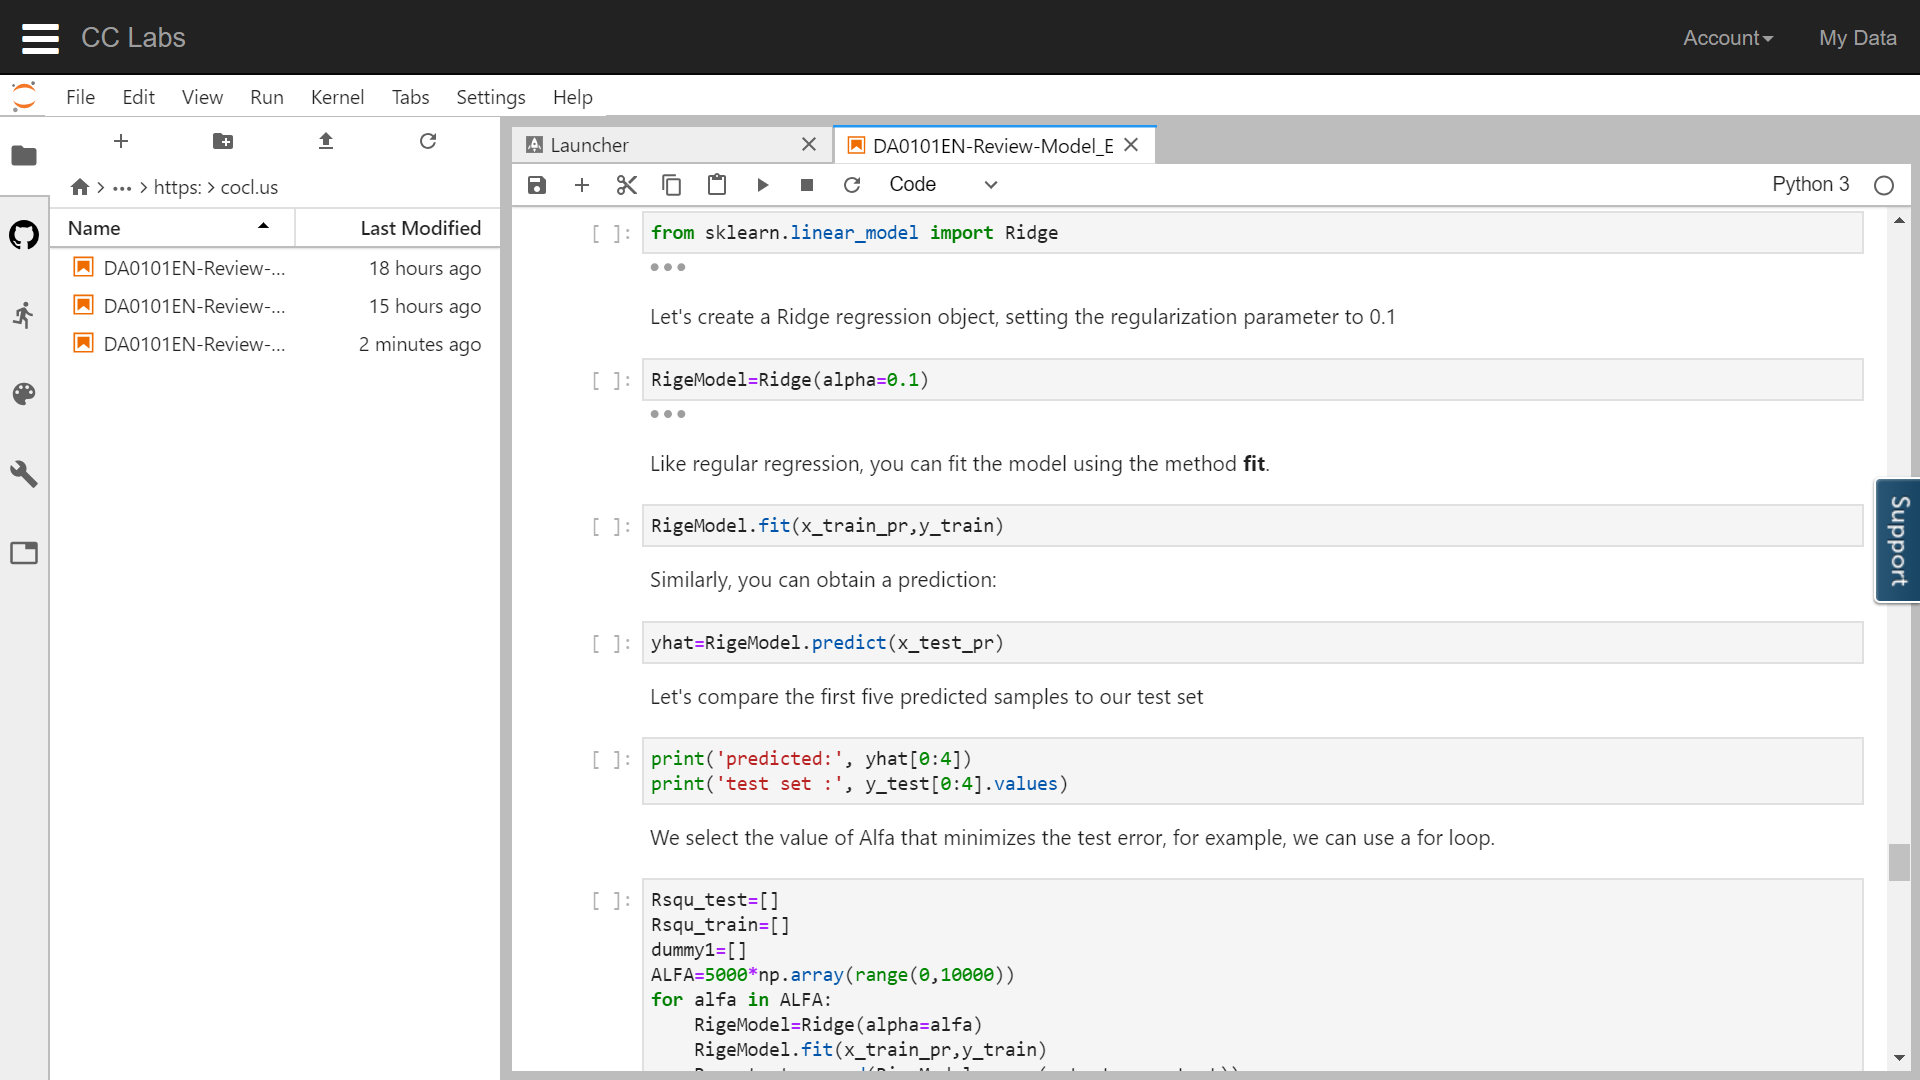 CC Labs
Account
My Data
File Edit View Run Kernel Tabs Settings Help
Launcher
DA0101EN-Review-Model_E
https: cocl.us
Code
Python 3
Name
Last Modified
DA0101EN-Review-... 18 hours ago
DA0101EN-Review-... 15 hours ago
DA0101EN-Review-... 2 minutes ago
[ ]: from sklearn.linear_model import Ridge
Let's create a Ridge regression object, setting the regularization parameter to 0.1
[ ]: RigeModel=Ridge(alpha=0.1)
Like regular regression, you can fit the model using the method fit.
[ ]: RigeModel.fit(x_train_pr,y_train)
Similarly, you can obtain a prediction:
[ ]: yhat=RigeModel.predict(x_test_pr)
Let's compare the first five predicted samples to our test set
[ ]: print('predicted:', yhat[0:4])
print('test set :', y_test[0:4].values)
We select the value of Alfa that minimizes the test error, for example, we can use a for loop.
[ ]: Rsqu_test=[]
Rsqu_train=[]
dummy1=[]
ALFA=5000*np.array(range(0,10000))
for alfa in ALFA:
RigeModel=Ridge(alpha=alfa)
RigeModel.fit(x_train_pr,y_train)
Support